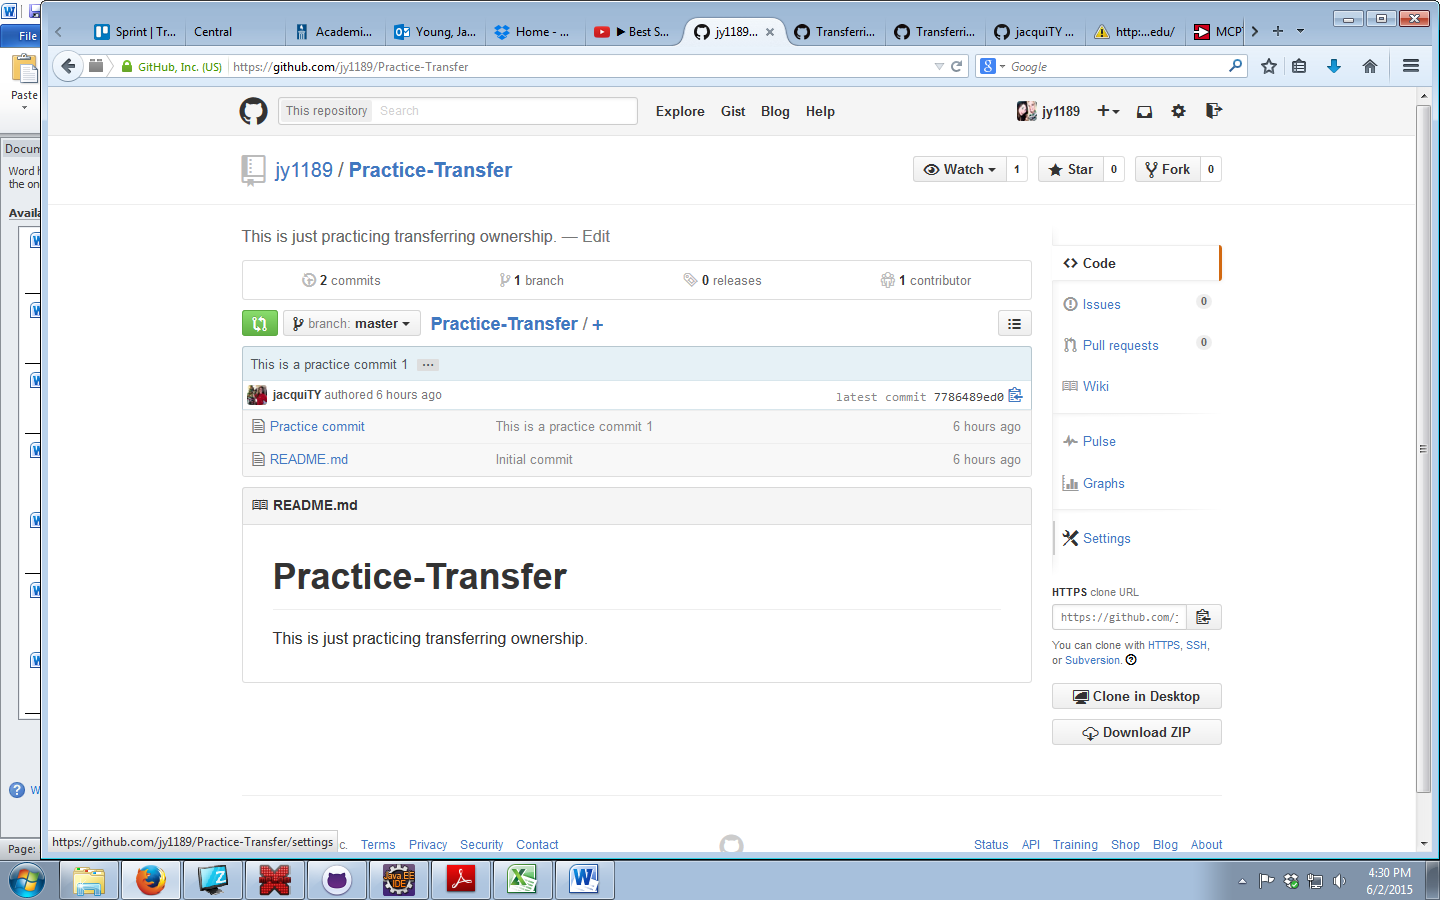 Sprint | Tr...
Central
Academi...
Young, Ja...
Home - ...
▶ Best S...
jy1189...
Transferri...
Transferri...
jacquiTY ...
http:...edu/
MCPT
File
GitHub, Inc. (US)
https://github.com/jy1189/Practice-Transfer
Google
Paste
This repository
Search
Explore
Gist
Blog
Help
jy1189
Docum
Word h
the on
Availa
jy1189 / Practice-Transfer
Watch
1
Star
0
Fork
0
This is just practicing transferring ownership. — Edit
2 commits
1 branch
0 releases
1 contributor
branch: master
Practice-Transfer / +
This is a practice commit 1 ...
jacquiTY authored 6 hours ago
latest commit 7786489ed0
Practice commit
This is a practice commit 1
6 hours ago
README.md
Initial commit
6 hours ago
README.md
Practice-Transfer
This is just practicing transferring ownership.
Code
Issues
0
Pull requests
0
Wiki
Pulse
Graphs
Settings
HTTPS clone URL
https://github.com/j
You can clone with HTTPS, SSH,
or Subversion.
Clone in Desktop
Download ZIP
W
https://github.com/jy1189/Practice-Transfer/settings
c.
Terms
Privacy
Security
Contact
Status
API
Training
Shop
Blog
About
Page:
Java EE
IDE
4:30 PM
6/2/2015